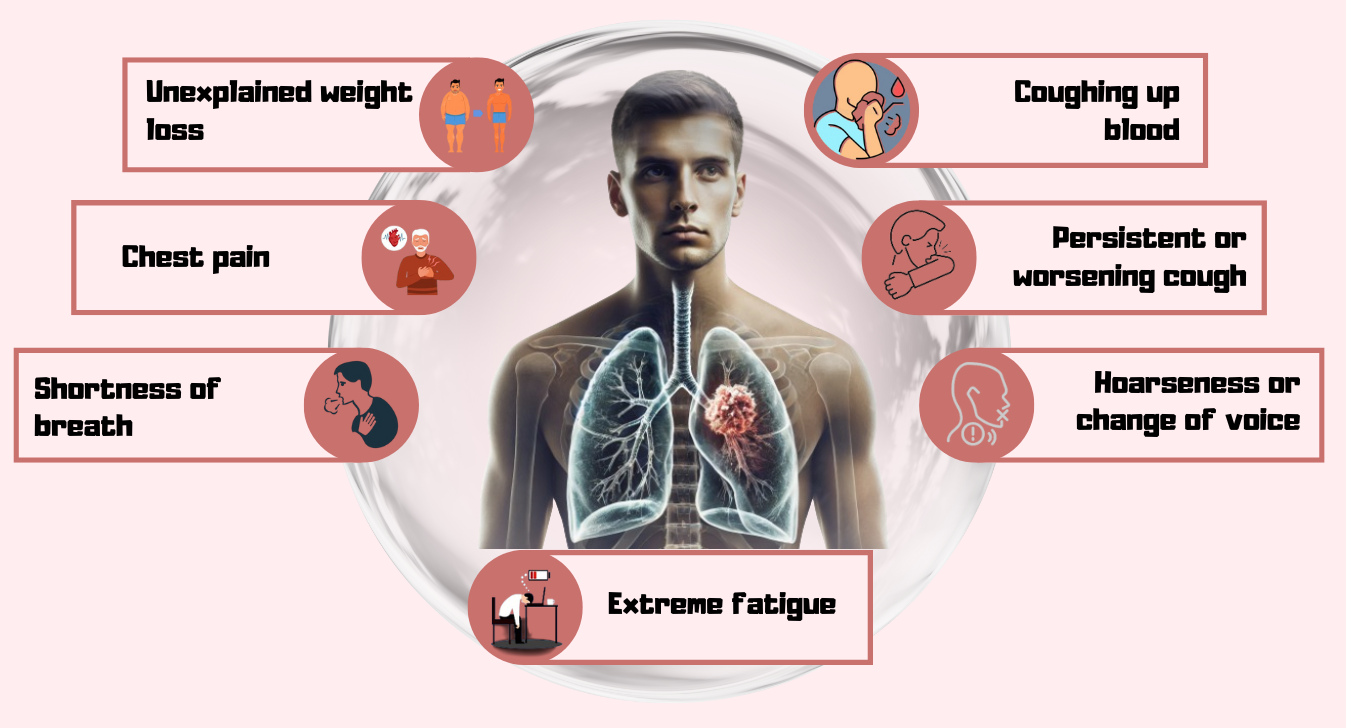 Unexplained weight
loss
Coughing up
blood
Chest pain
Persistent or
worsening cough
Shortness of
breath
Hoarseness or
change of voice
Extreme fatigue